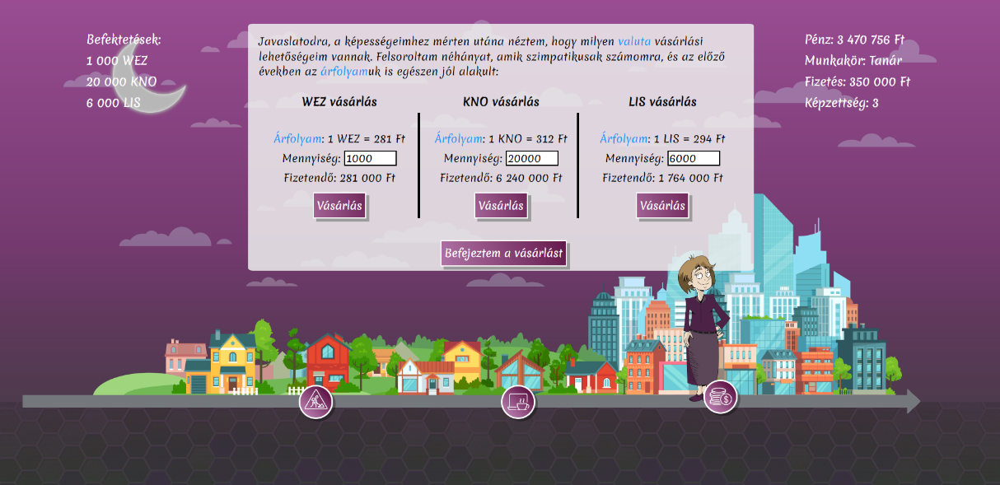 Befektetések:
1 000 WEZ
20 000 KNO
6 000 LIS
Javaslatodra, a képességeimhez mérten utána néztem, hogy milyen valuta vásárlási
lehetőségeim vannak. Felsoroltam néhányat, amik szimpatikusak számomra, és az előző
években az árfolyamuk is egészen jól alakult:
WEZ vásárlás
Árfolyam: 1 WEZ = 281 Ft
Mennyiség: 1000
Fizetendő: 281 000 Ft
Vásárlás
KNO vásárlás
Árfolyam: 1 KNO = 312 Ft
Mennyiség: 20000
Fizetendő: 6 240 000 Ft
Vásárlás
LIS vásárlás
Árfolyam: 1 LIS = 294 Ft
Mennyiség: 6000
Fizetendő: 1 764 000 Ft
Vásárlás
Befejeztem a vásárlást
Pénz: 3 470 756 Ft
Munkakör: Tanár
Fizetés: 350 000 Ft
Képzettség: 3